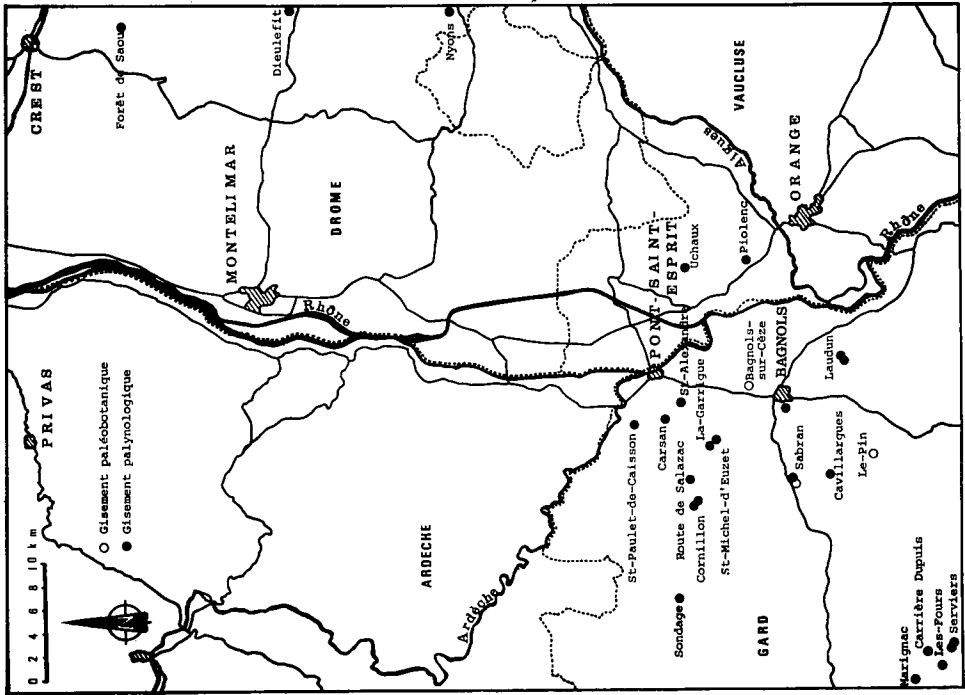 CREST
Forêt de Saou
Dieulefit
Nyons
MONTELIMAR
DROME
VAUCLUSE
Aigues
ORANGE
Rhône
Rhône
PRIVAS
○ Gisement paléobotanique
● Gisement palynologique
0 2 4 6 8 10 km
N
ARDECHE
Ardèche
PONT-SAINT-
ESPRIT
Uchaux
Piolenc
St-Paulet-de-Caisson
Carsan
St-Alexandre
La-Garrigue
Route de Salazac
Cornillon
St-Michel-d'Euzet
Sondage
GARD
Bagnols-
sur-Cèze
BAGNOLS
Laudun
Sabran
Cavillargues
Le-Pin
Marignac
Carrière Dupuis
Les-Fours
Serviers